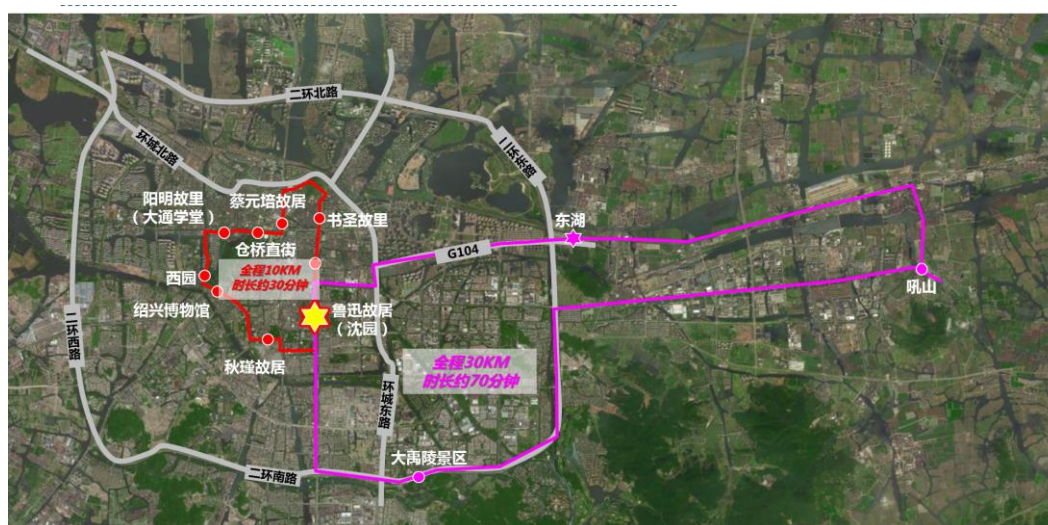 二环北路
环城北路
二环东路
阳明故里
（大通学堂）
蔡元培故居
书圣故里
东湖
仓桥直街
G104
西园
全程10KM
时长约30分钟
吼山
绍兴博物馆
鲁迅故居
（沈园）
二环西路
秋瑾故居
全程30KM
时长约70分钟
环城东路
大禹陵景区
二环南路